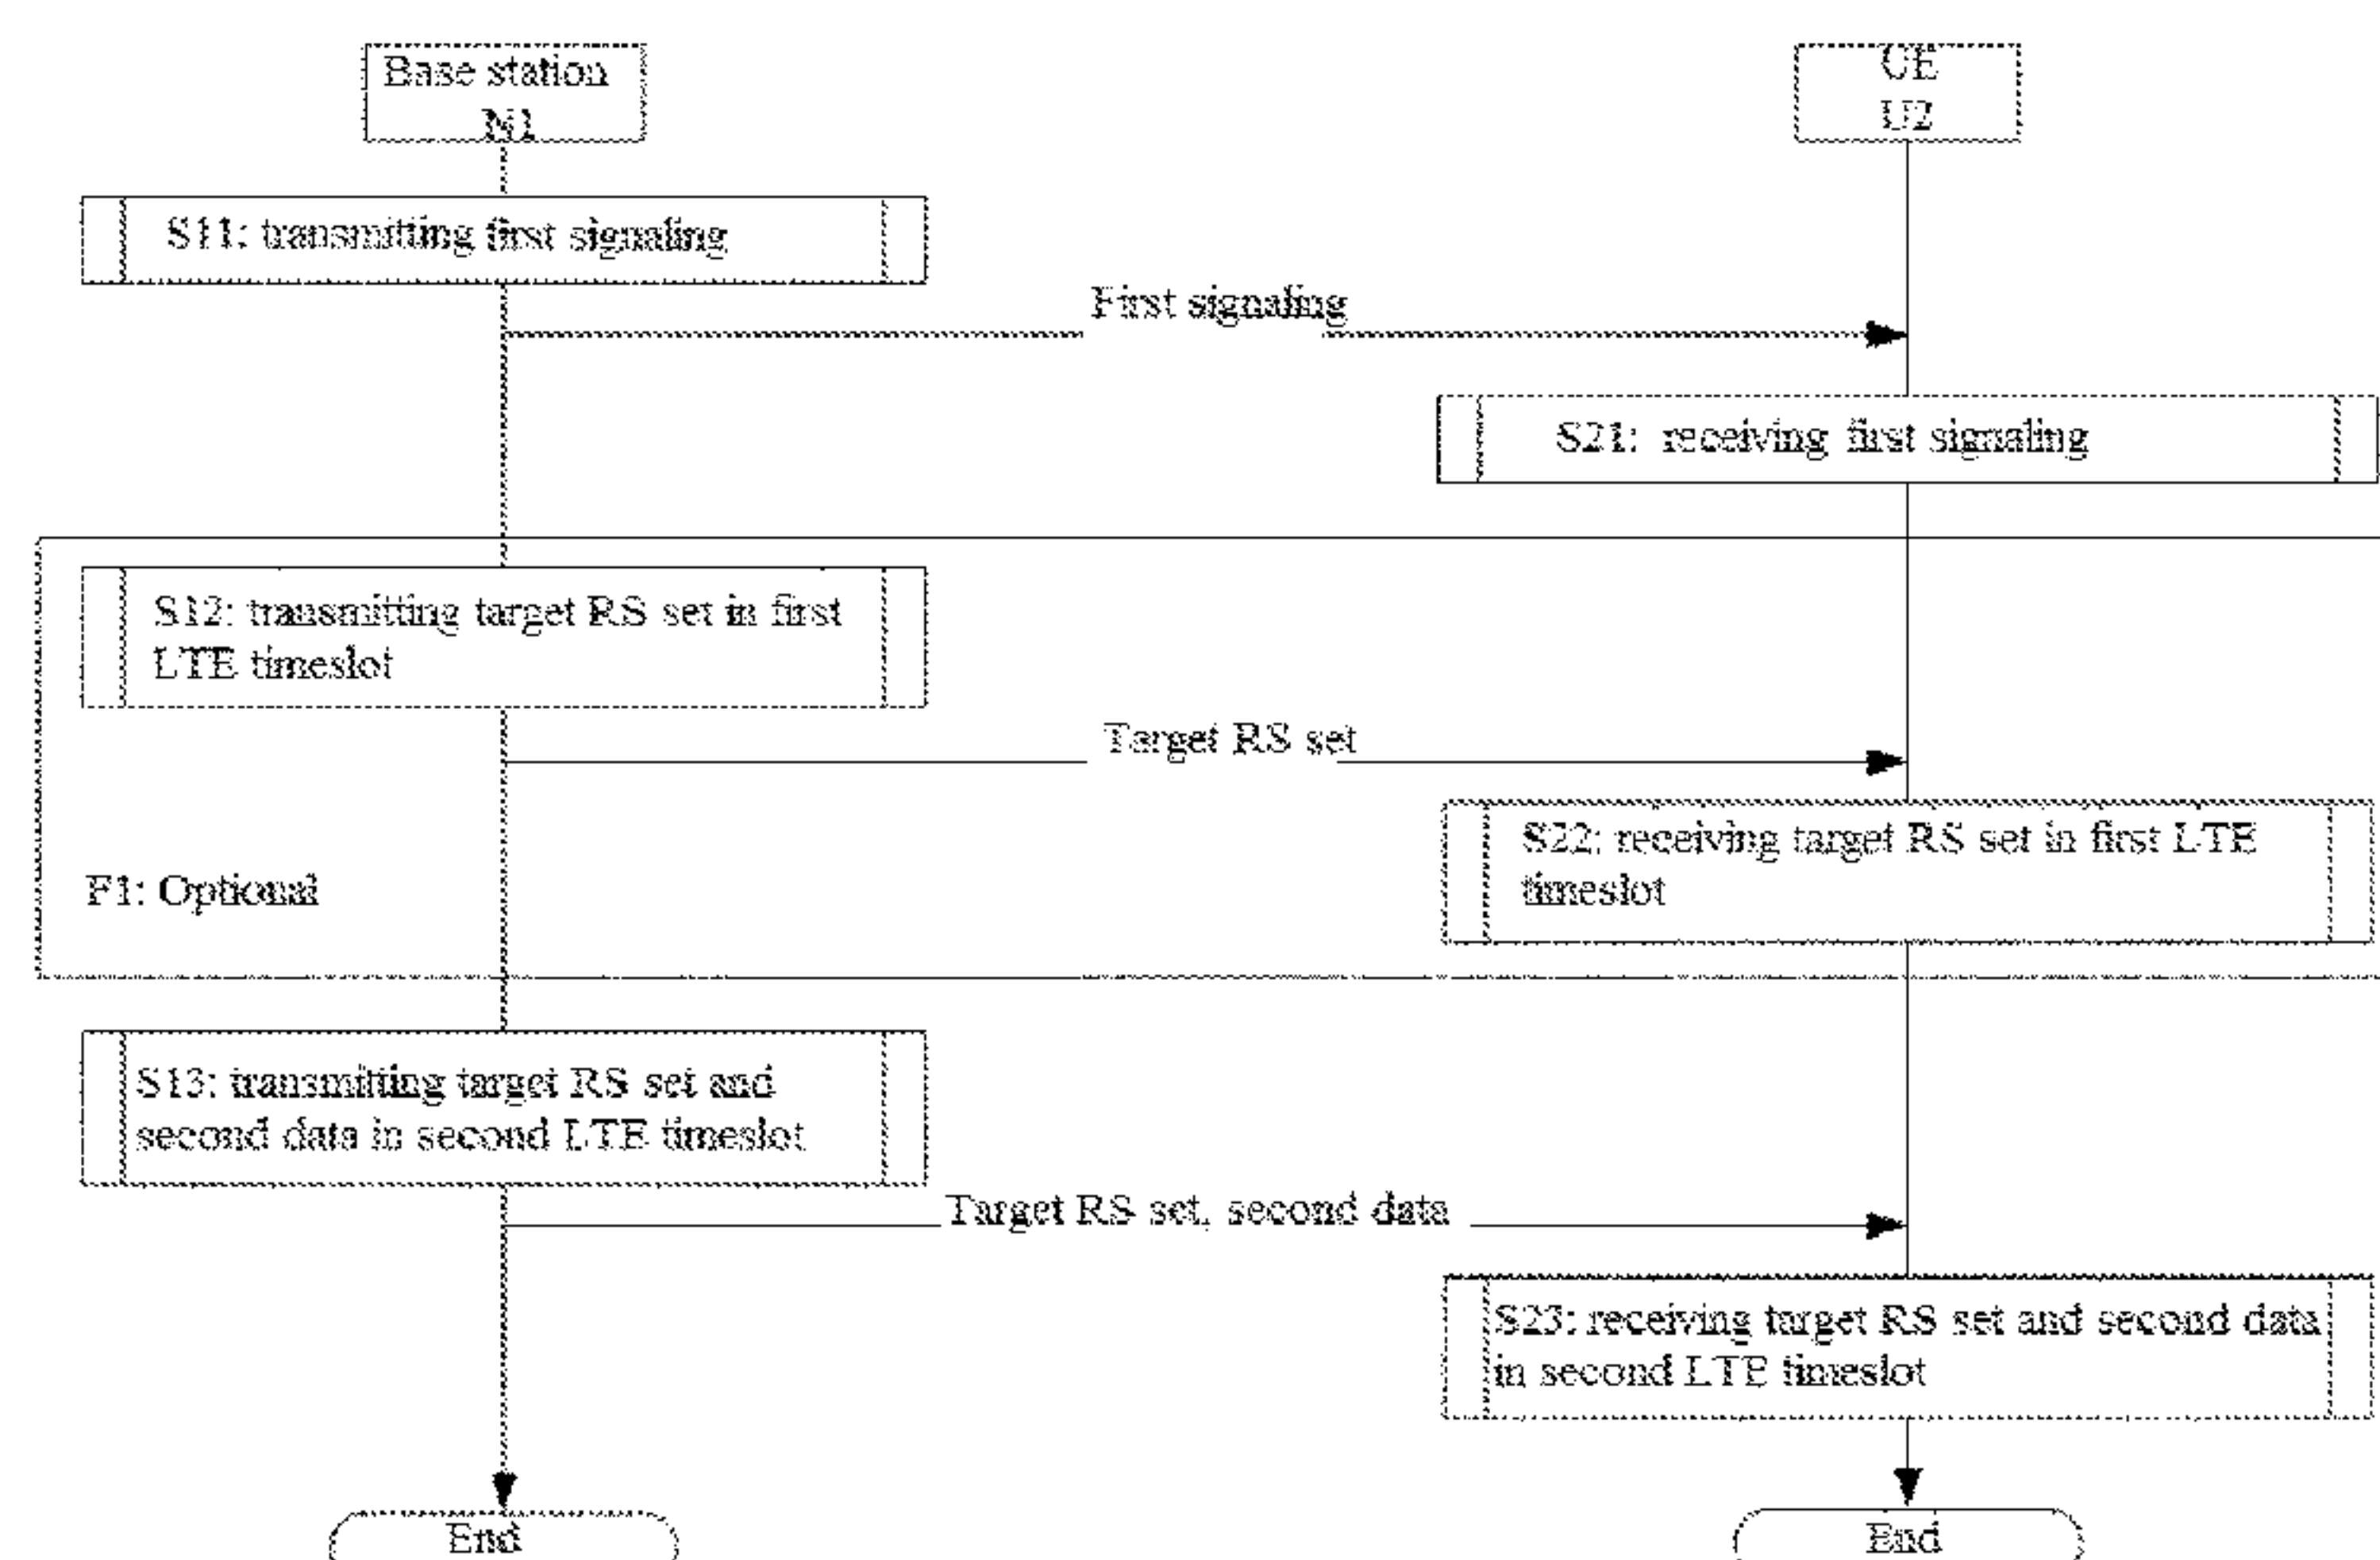 Base station
N1
UE
U2
S11: transmitting first signaling
First signaling
S21: receiving first signaling
S12: transmitting target RS set in first
LTE timeslot
Target RS set
S22: receiving target RS set in first LTE
timeslot
F1: Optional
S13: transmitting target RS set and
second data in second LTE timeslot
Target RS set, second data
S23: receiving target RS set and second data
in second LTE timeslot
End
End